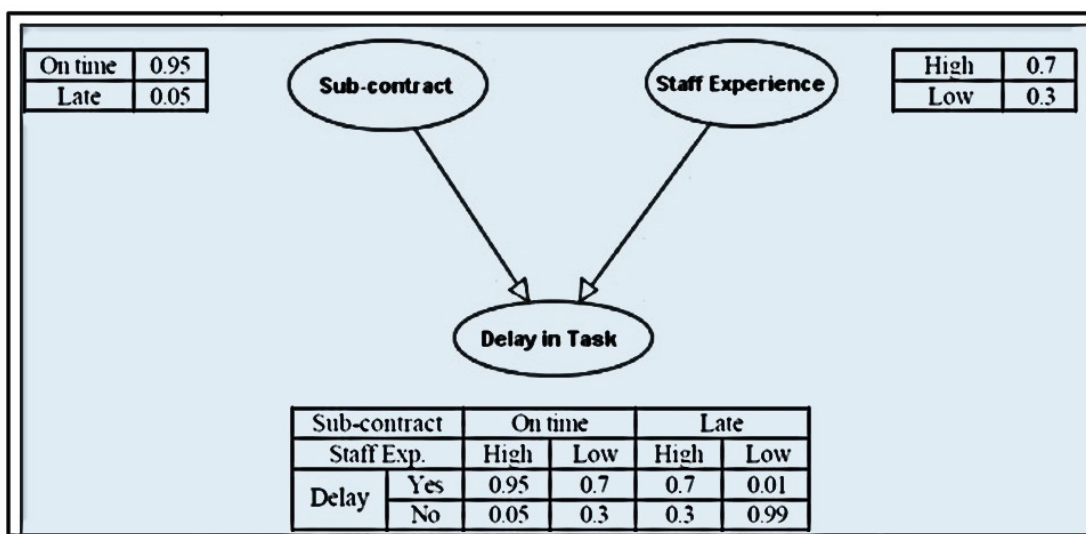 On time 0.95
Late 0.05
Sub-contract
Staff Experience
High 0.7
Low 0.3
Delay in Task
Sub-contract On time Late
Staff Exp. High Low High Low
Delay Yes 0.95 0.7 0.7 0.01
No 0.05 0.3 0.3 0.99